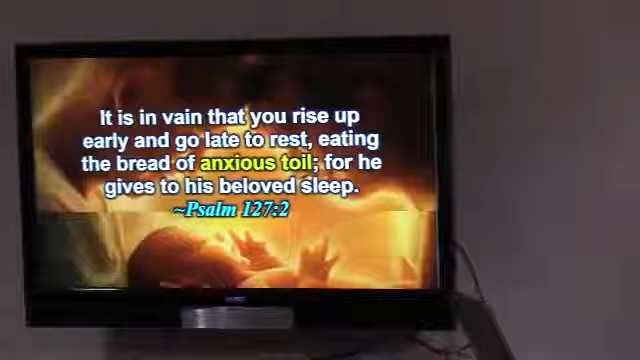 It is in vain that you rise up
early and go late to rest, eating
the bread of anxious toil; for he
gives to his beloved sleep.
~Psalm 127:2